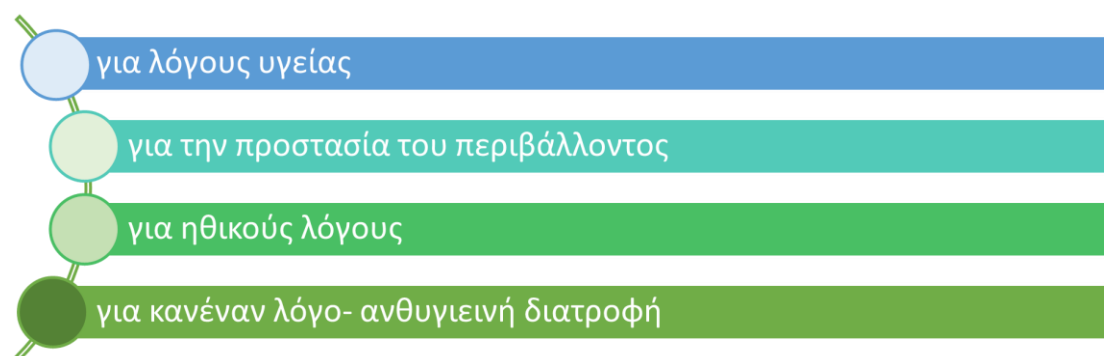 για λόγους υγείας
για την προστασία του περιβάλλοντος
για ηθικούς λόγους
για κανέναν λόγο- ανθυγιεινή διατροφή